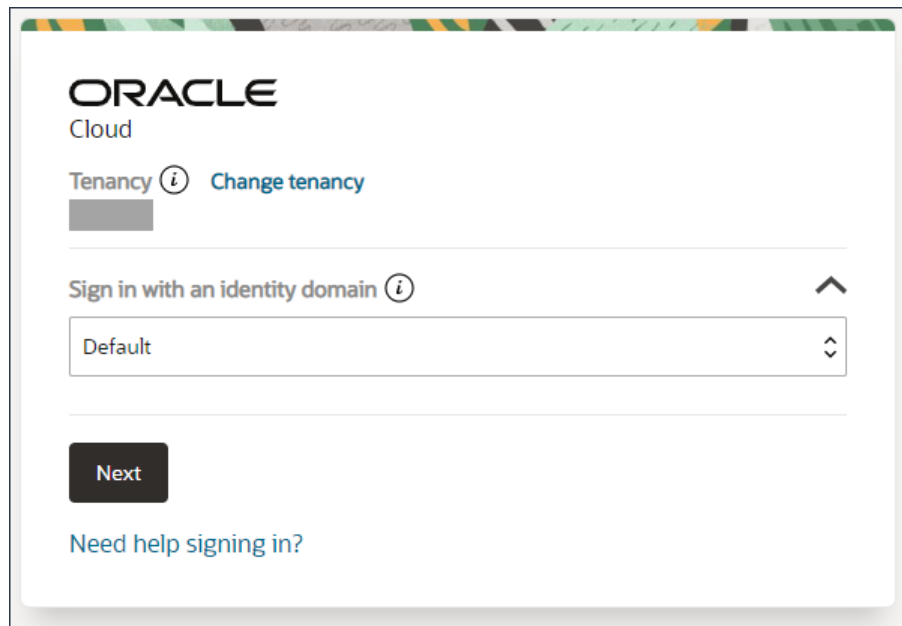 ORACLE
Cloud
Tenancy i Change tenancy
Sign in with an identity domain i
Default
Next
Need help signing in?